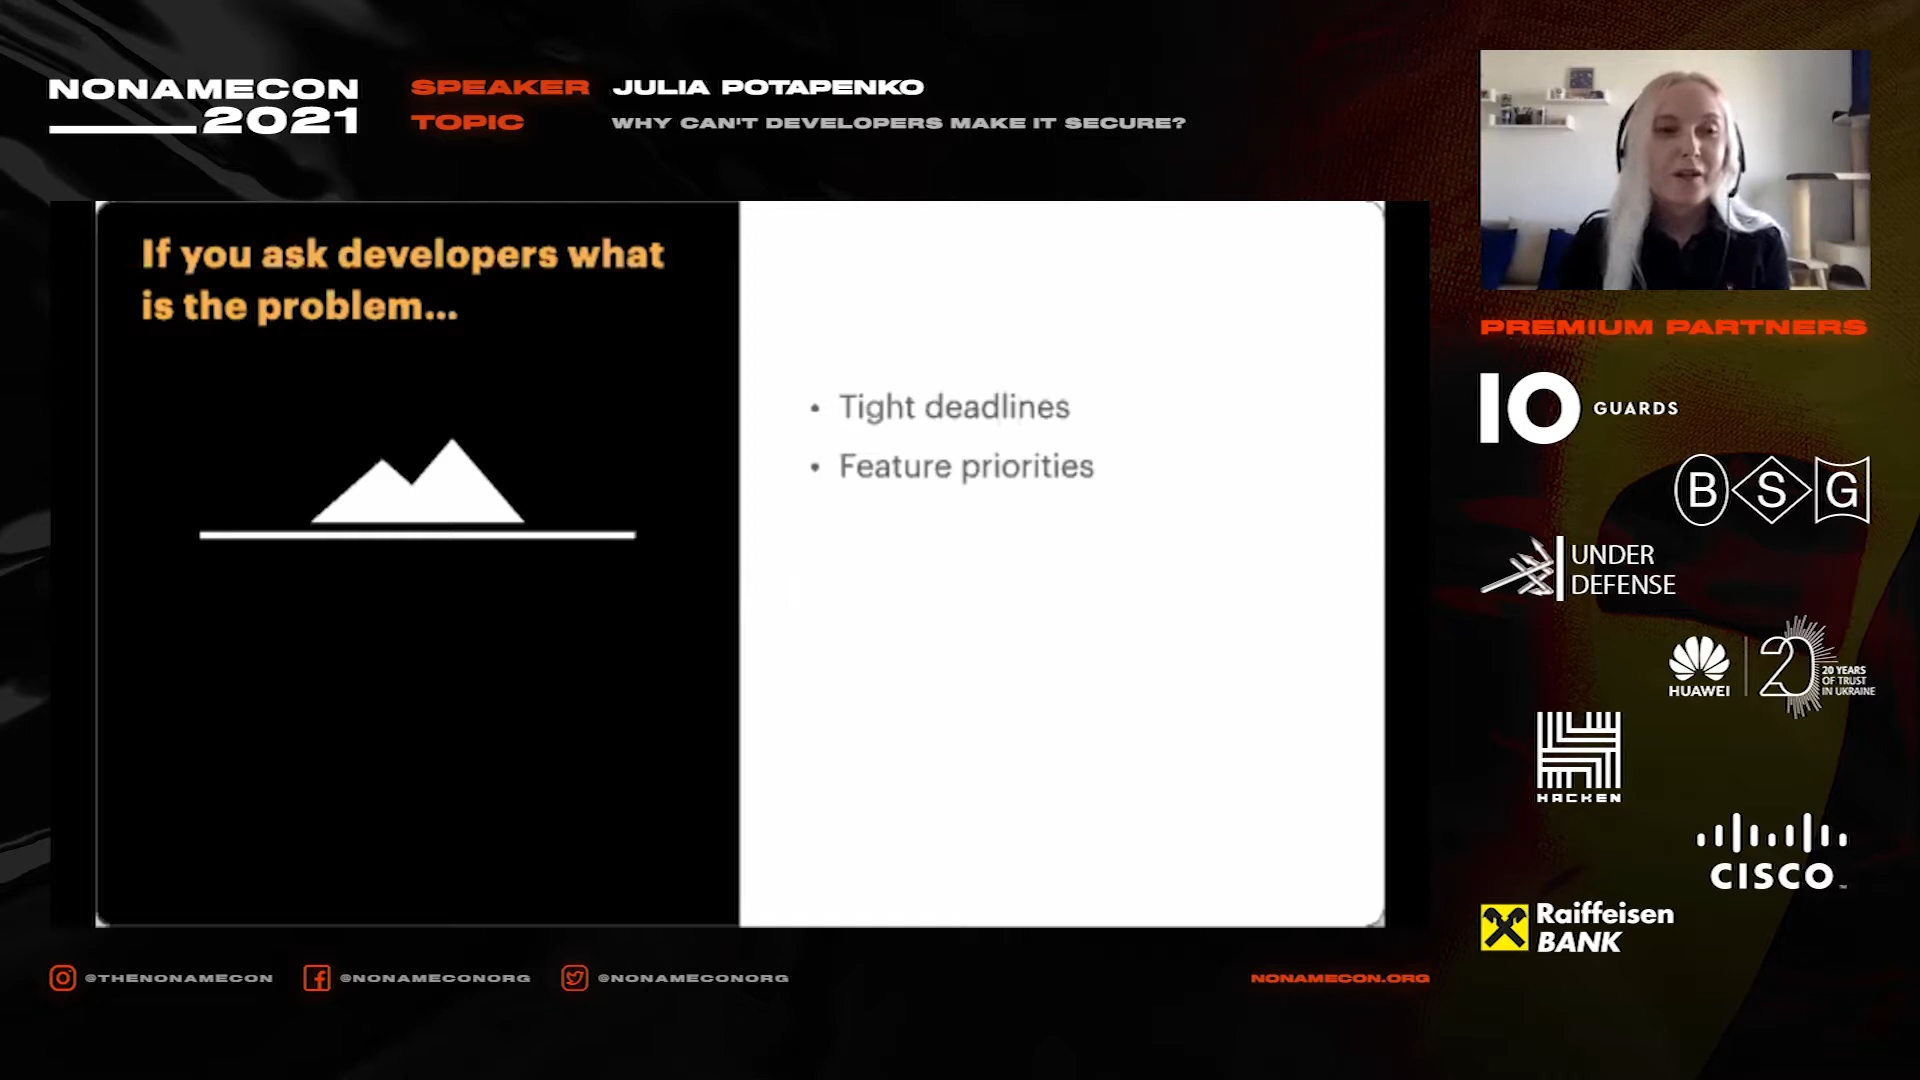 NONAMECON
2021
SPEAKER JULIA POTAPENKO
TOPIC WHY CAN'T DEVELOPERS MAKE IT SECURE?
If you ask developers what
is the problem...
• Tight deadlines
• Feature priorities
PREMIUM PARTNERS
IO GUARDS
B S G
UNDER
DEFENSE
HUAWEI
20
20 YEARS
OF TRUST
IN UKRAINE
HACKEN
CISCO
Raiffeisen
BANK
@THENONAMECON @NONAMECONORG @NONAMECONORG NONAMECON.ORG